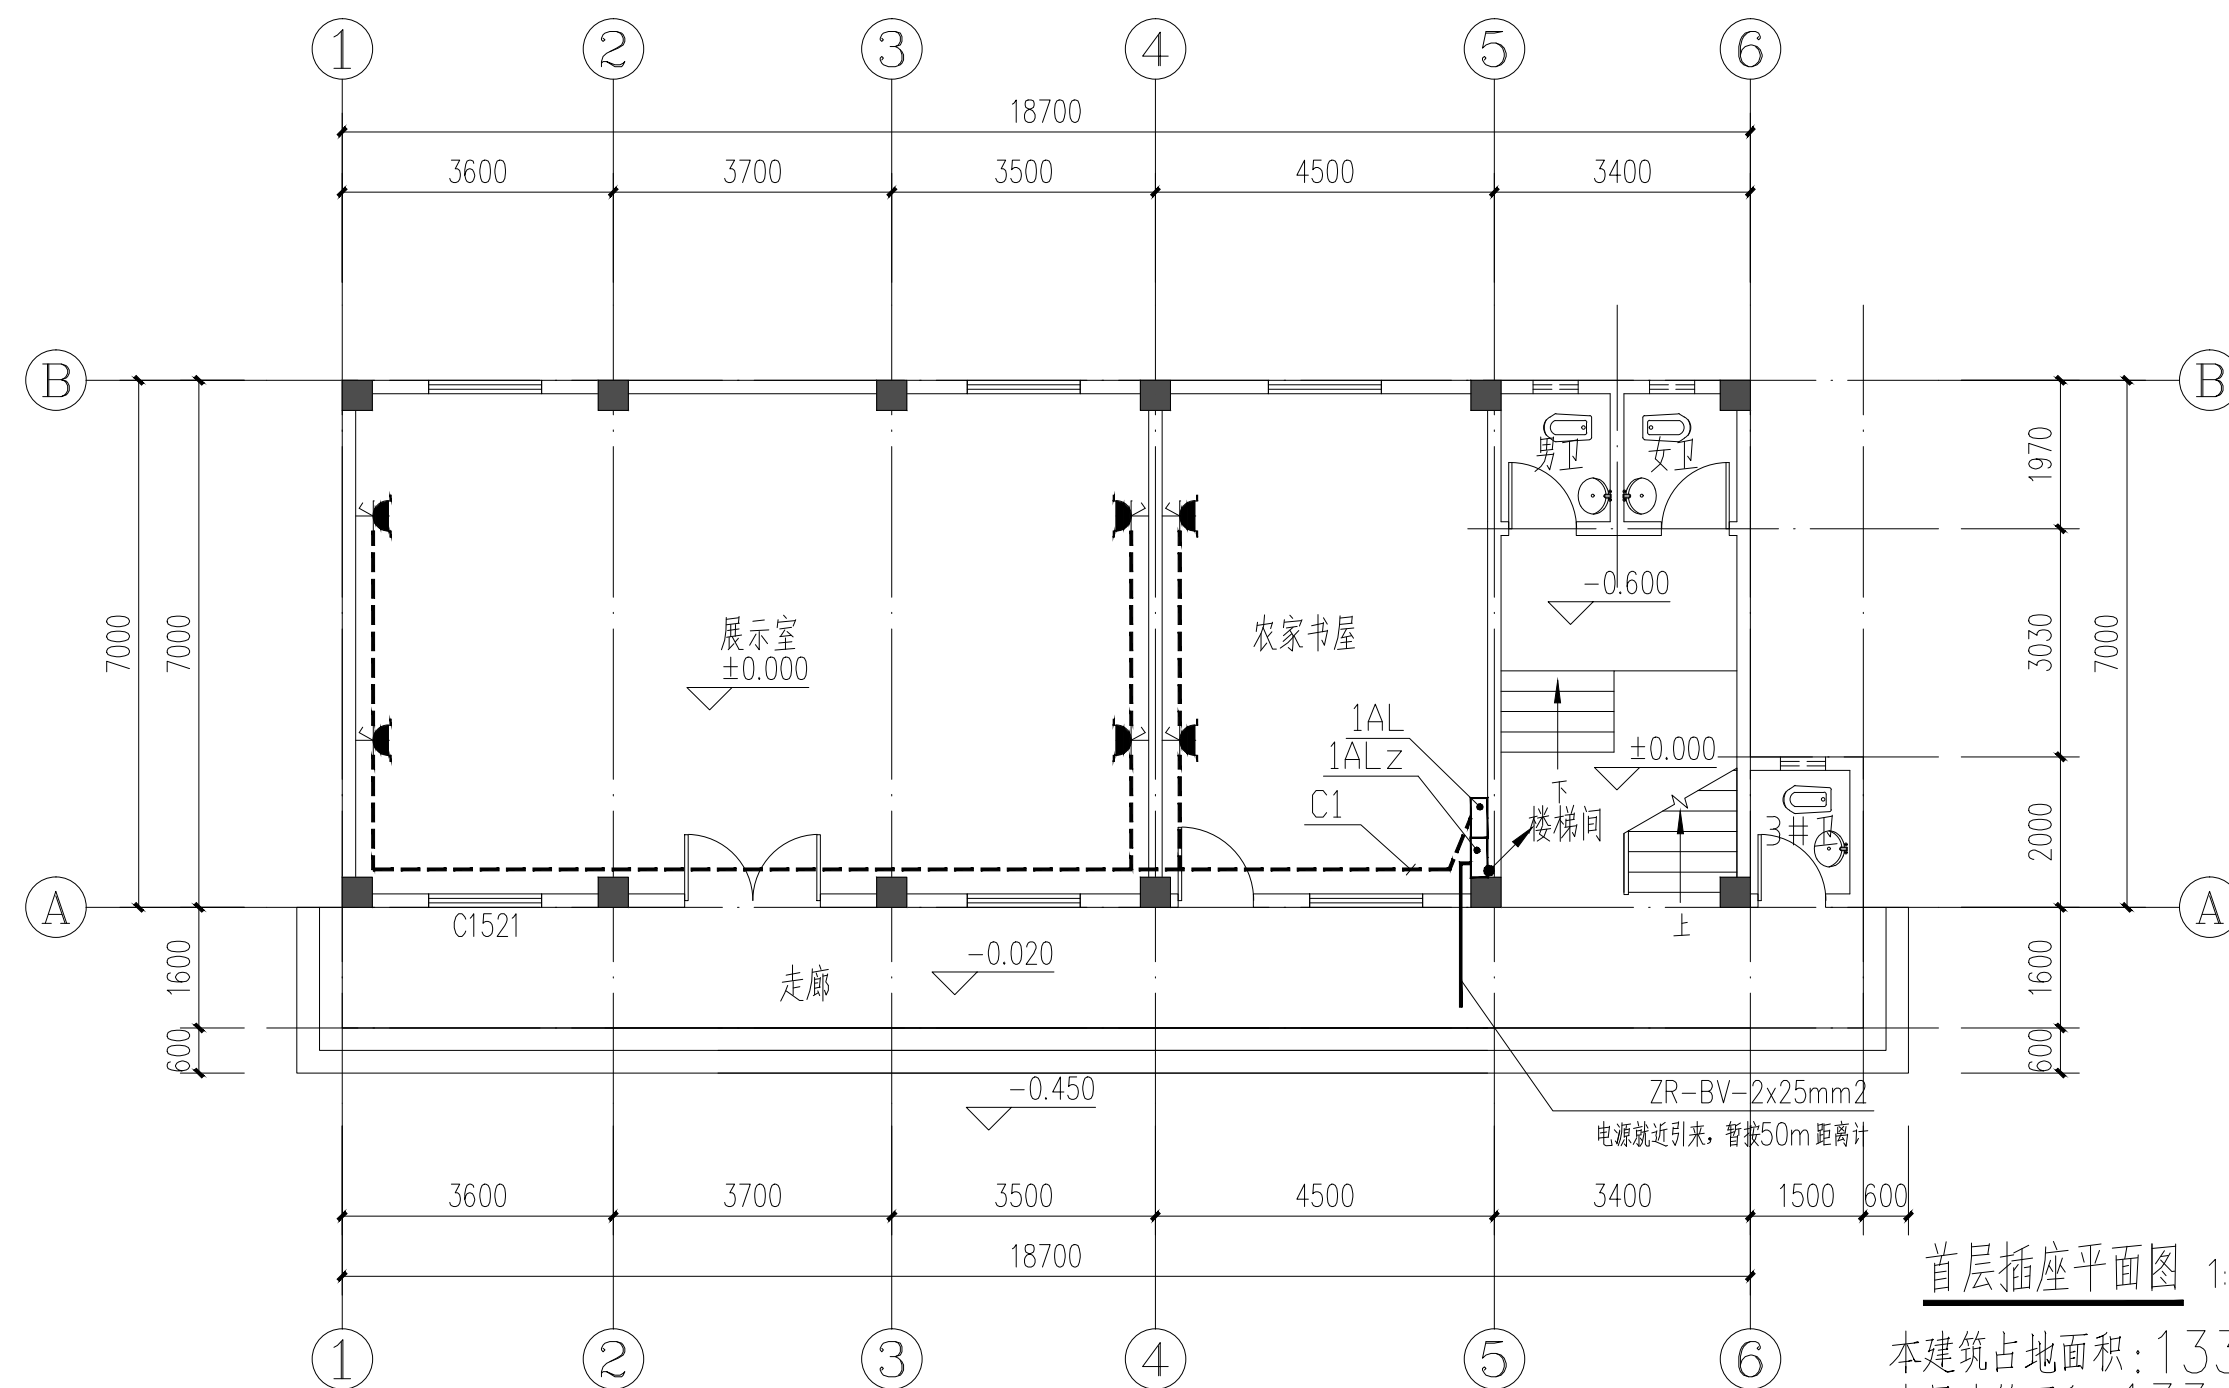 1 2 3 4 5 6
18700
3600 3700 3500 4500 3400
B B
男卫 女卫
1970
-0.600
展示室
±0.000
农家书屋
7000 7000
3030 7000
1AL
1ALz
C1
±0.000
下
楼梯间
3#卫
2000
A A
C1521
上
走廊
-0.020
1600 1600
600 600
-0.450
ZR-BV-2x25mm2
电源就近引来，暂按50m距离计
3600 3700 3500 4500 3400 1500 600
18700
首层插座平面图 1:
本建筑占地面积:133
1 2 3 4 5 6